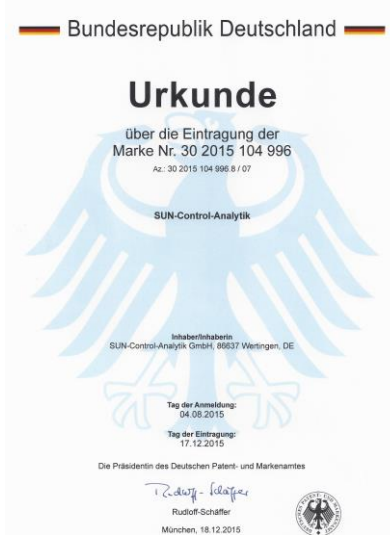 Bundesrepublik Deutschland
Urkunde
über die Eintragung der
Marke Nr. 30 2015 104 996
Az.: 30 2015 104 996.8 / 07
SUN-Control-Analytik
Inhaber/Inhaberin
SUN-Control-Analytik GmbH, 86637 Wertingen, DE
Tag der Anmeldung:
04.08.2015
Tag der Eintragung:
17.12.2015
Die Präsidentin des Deutschen Patent- und Markenamtes
Rudloff-Schäffer
Rudloff-Schäffer
München, 18.12.2015